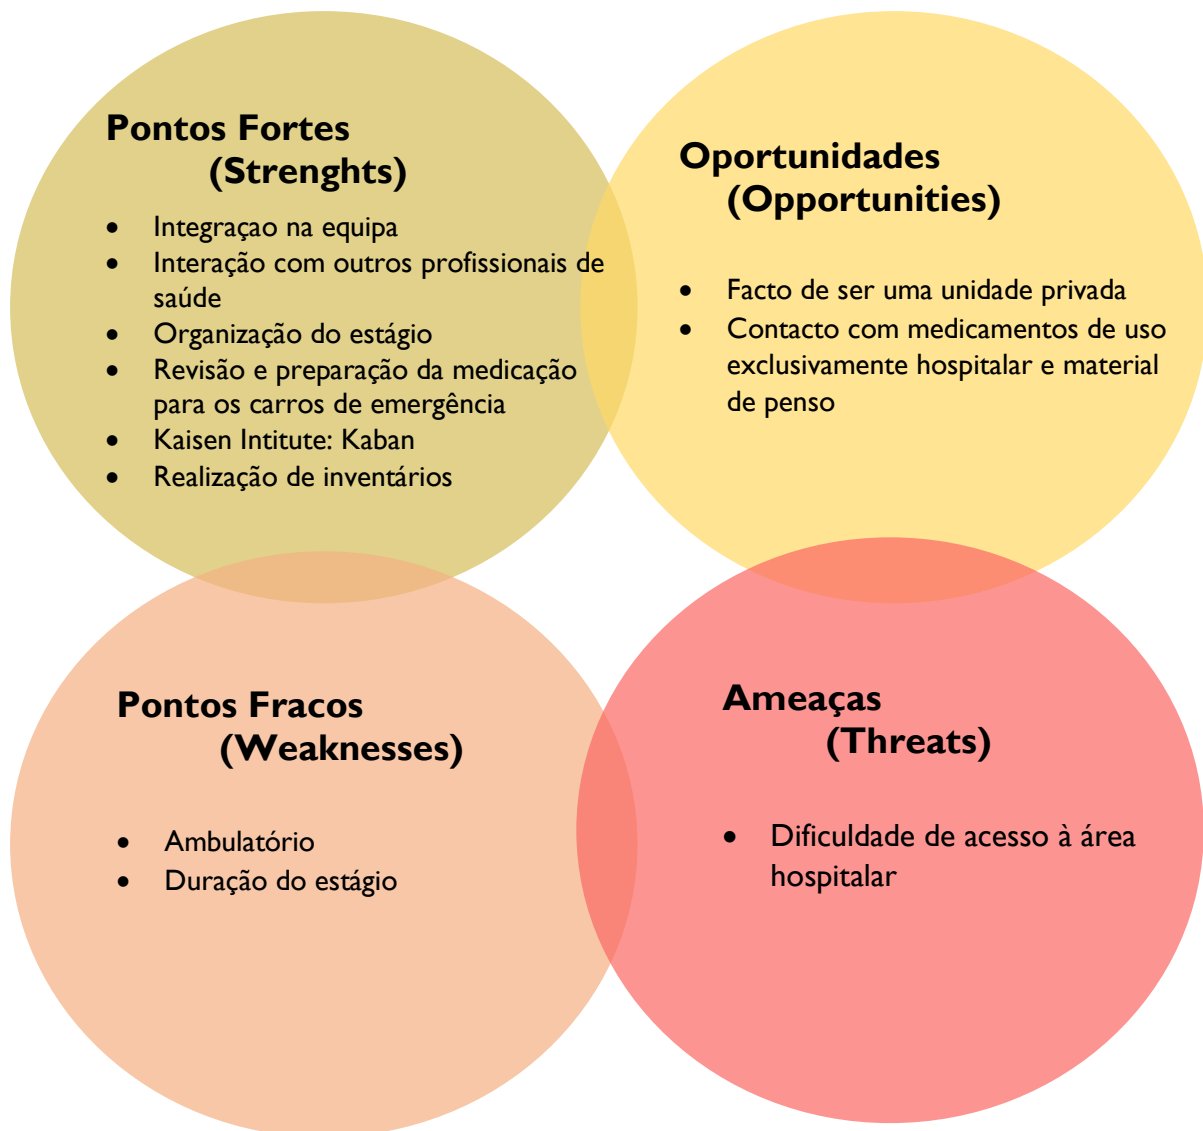 Pontos Fortes
(Strenghts)
• Integraçao na equipa
• Interação com outros profissionais de
saúde
• Organização do estágio
• Revisão e preparação da medicação
para os carros de emergência
• Kaisen Intitute: Kaban
• Realização de inventários
Oportunidades
(Opportunities)
• Facto de ser uma unidade privada
• Contacto com medicamentos de uso
exclusivamente hospitalar e material
de penso
Pontos Fracos
(Weaknesses)
• Ambulatório
• Duração do estágio
Ameaças
(Threats)
• Dificuldade de acesso à área
hospitalar